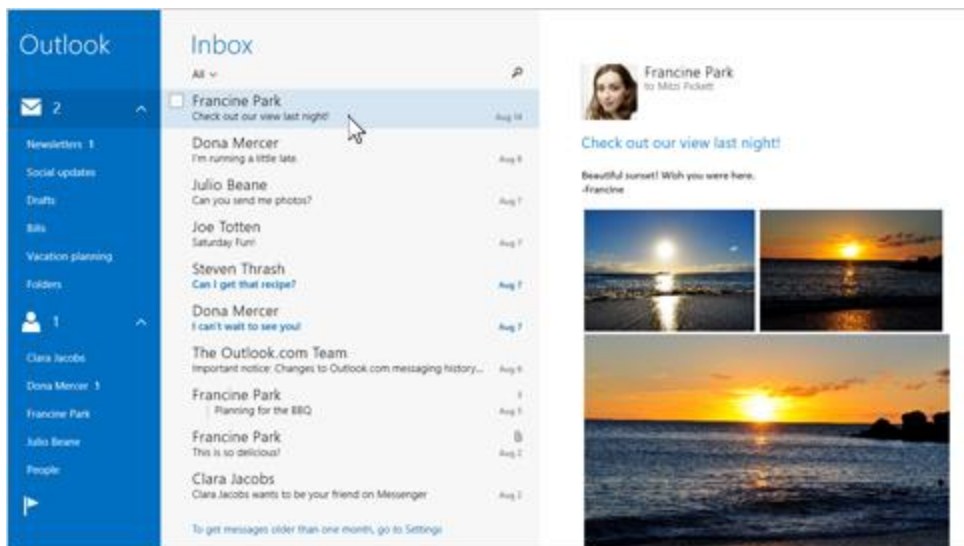 Outlook
2
Newsletters 1
Social updates
Drafts
Bills
Vacation planning
Folders
1
Clara Jacobs
Dona Mercer 1
Francine Park
Julio Beane
People
Inbox
All
Francine Park
Check out our view last night!
Dona Mercer
I'm running a little late
Aug 8
Julio Beane
Can you send me photos?
Aug 7
Joe Totten
Saturday Fun!
Aug 7
Steven Thrash
Can I get that recipe?
Aug 7
Dona Mercer
I can't wait to see you!
Aug 7
The Outlook.com Team
Important notice: Changes to Outlook.com messaging history...
Aug 6
Francine Park
Planning for the BBQ
Aug 5
Francine Park
This is so delicious!
Aug 2
Clara Jacobs
Clara Jacobs wants to be your friend on Messenger
Aug 2
To get messages older than one month, go to Settings
Francine Park
to Mitzi Pickett
Check out our view last night!
Beautiful sunset! Wish you were here.
-Francine